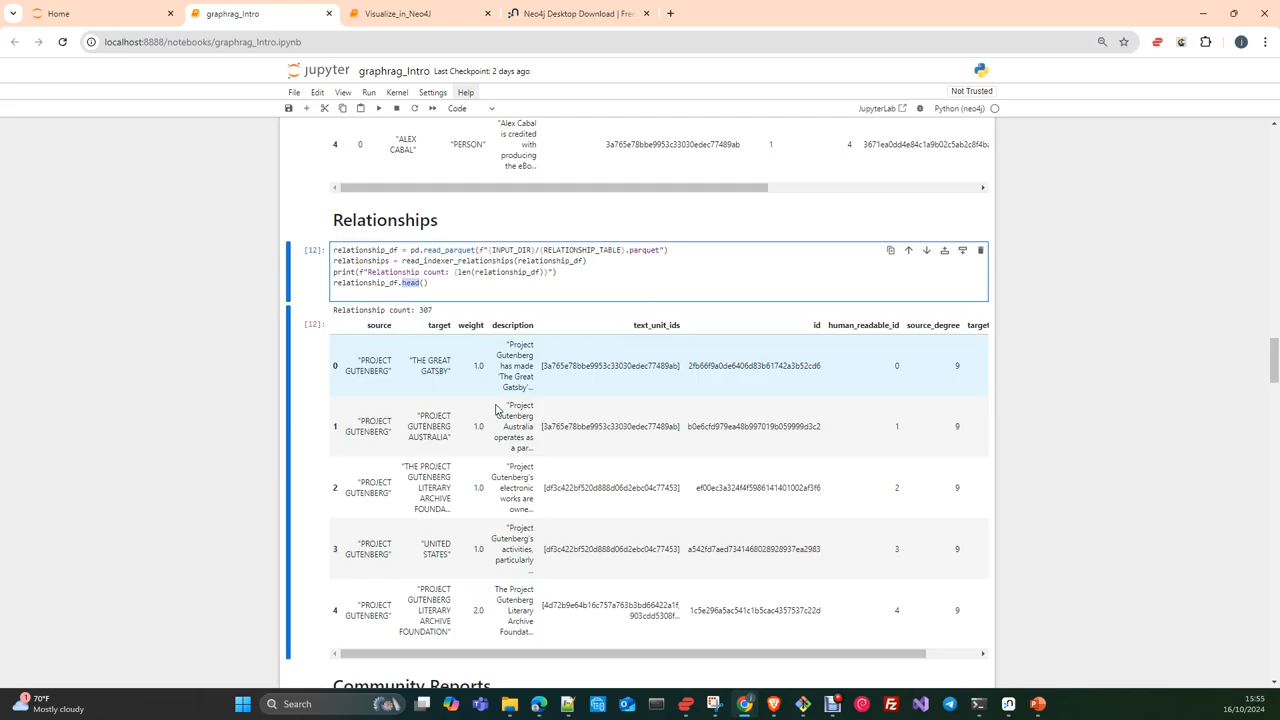 Home
graphrag_Intro
Visualize_in_Neo4J
Neo4j Desktop Download | Free
localhost:8888/notebooks/graphrag_Intro.ipynb
jupyter graphrag_Intro Last Checkpoint: 2 days ago
File Edit View Run Kernel Settings Help
Not Trusted
Code
JupyterLab
Python (neo4j)
"Alex Cabal is credited with producing the eBo...
4 0 "ALEX CABAL" "PERSON" 3a765e78bbe9953c33030edec77489ab 1 4 3671ea0dd4e84c1a9b02c5ab2c8f4b
Relationships
[12]: relationship_df = pd.read_parquet(f"{INPUT_DIR}/{RELATIONSHIP_TABLE}.parquet")
relationships = read_indexer_relationships(relationship_df)
print(f"Relationship count: {len(relationship_df)}")
relationship_df.head()
Relationship count: 307
[12]: source target weight description text_unit_ids id human_readable_id source_degree target
0 "PROJECT GUTENBERG" "THE GREAT GATSBY" 1.0 "Project Gutenberg has made 'The Great Gatsby'... [3a765e78bbe9953c33030edec77489ab] 2fb66f9a0de6406d83b61742a3b52cd6 0 9
1 "PROJECT GUTENBERG" "PROJECT GUTENBERG AUSTRALIA" 1.0 "Project Gutenberg Australia operates as a par... [3a765e78bbe9953c33030edec77489ab] b0e6cfd979ea48b997019b059999d3c2 1 9
2 "PROJECT GUTENBERG" "THE PROJECT GUTENBERG LITERARY ARCHIVE FOUNDA... 1.0 "Project Gutenberg's electronic works are owne... [df3c422bf520d888d06d2ebc04c77453] ef00ec3a324f4f5986141401002af3f6 2 9
3 "PROJECT GUTENBERG" "UNITED STATES" 1.0 "Project Gutenberg's activities, particularly ... [df3c422bf520d888d06d2ebc04c77453] a542fd7aed7341468028928937ea2983 3 9
4 "PROJECT GUTENBERG" "PROJECT GUTENBERG LITERARY ARCHIVE FOUNDATION" 2.0 The Project Gutenberg Literary Archive Foundat... [4d72b9e64b16c757a763b3bd66422a1f, 903cdd5308f... 1c5e296a5ac541c1b5cac4357537c22d 4 9
Community Reports
70°F
Mostly cloudy
Search
15:55
16/10/2024